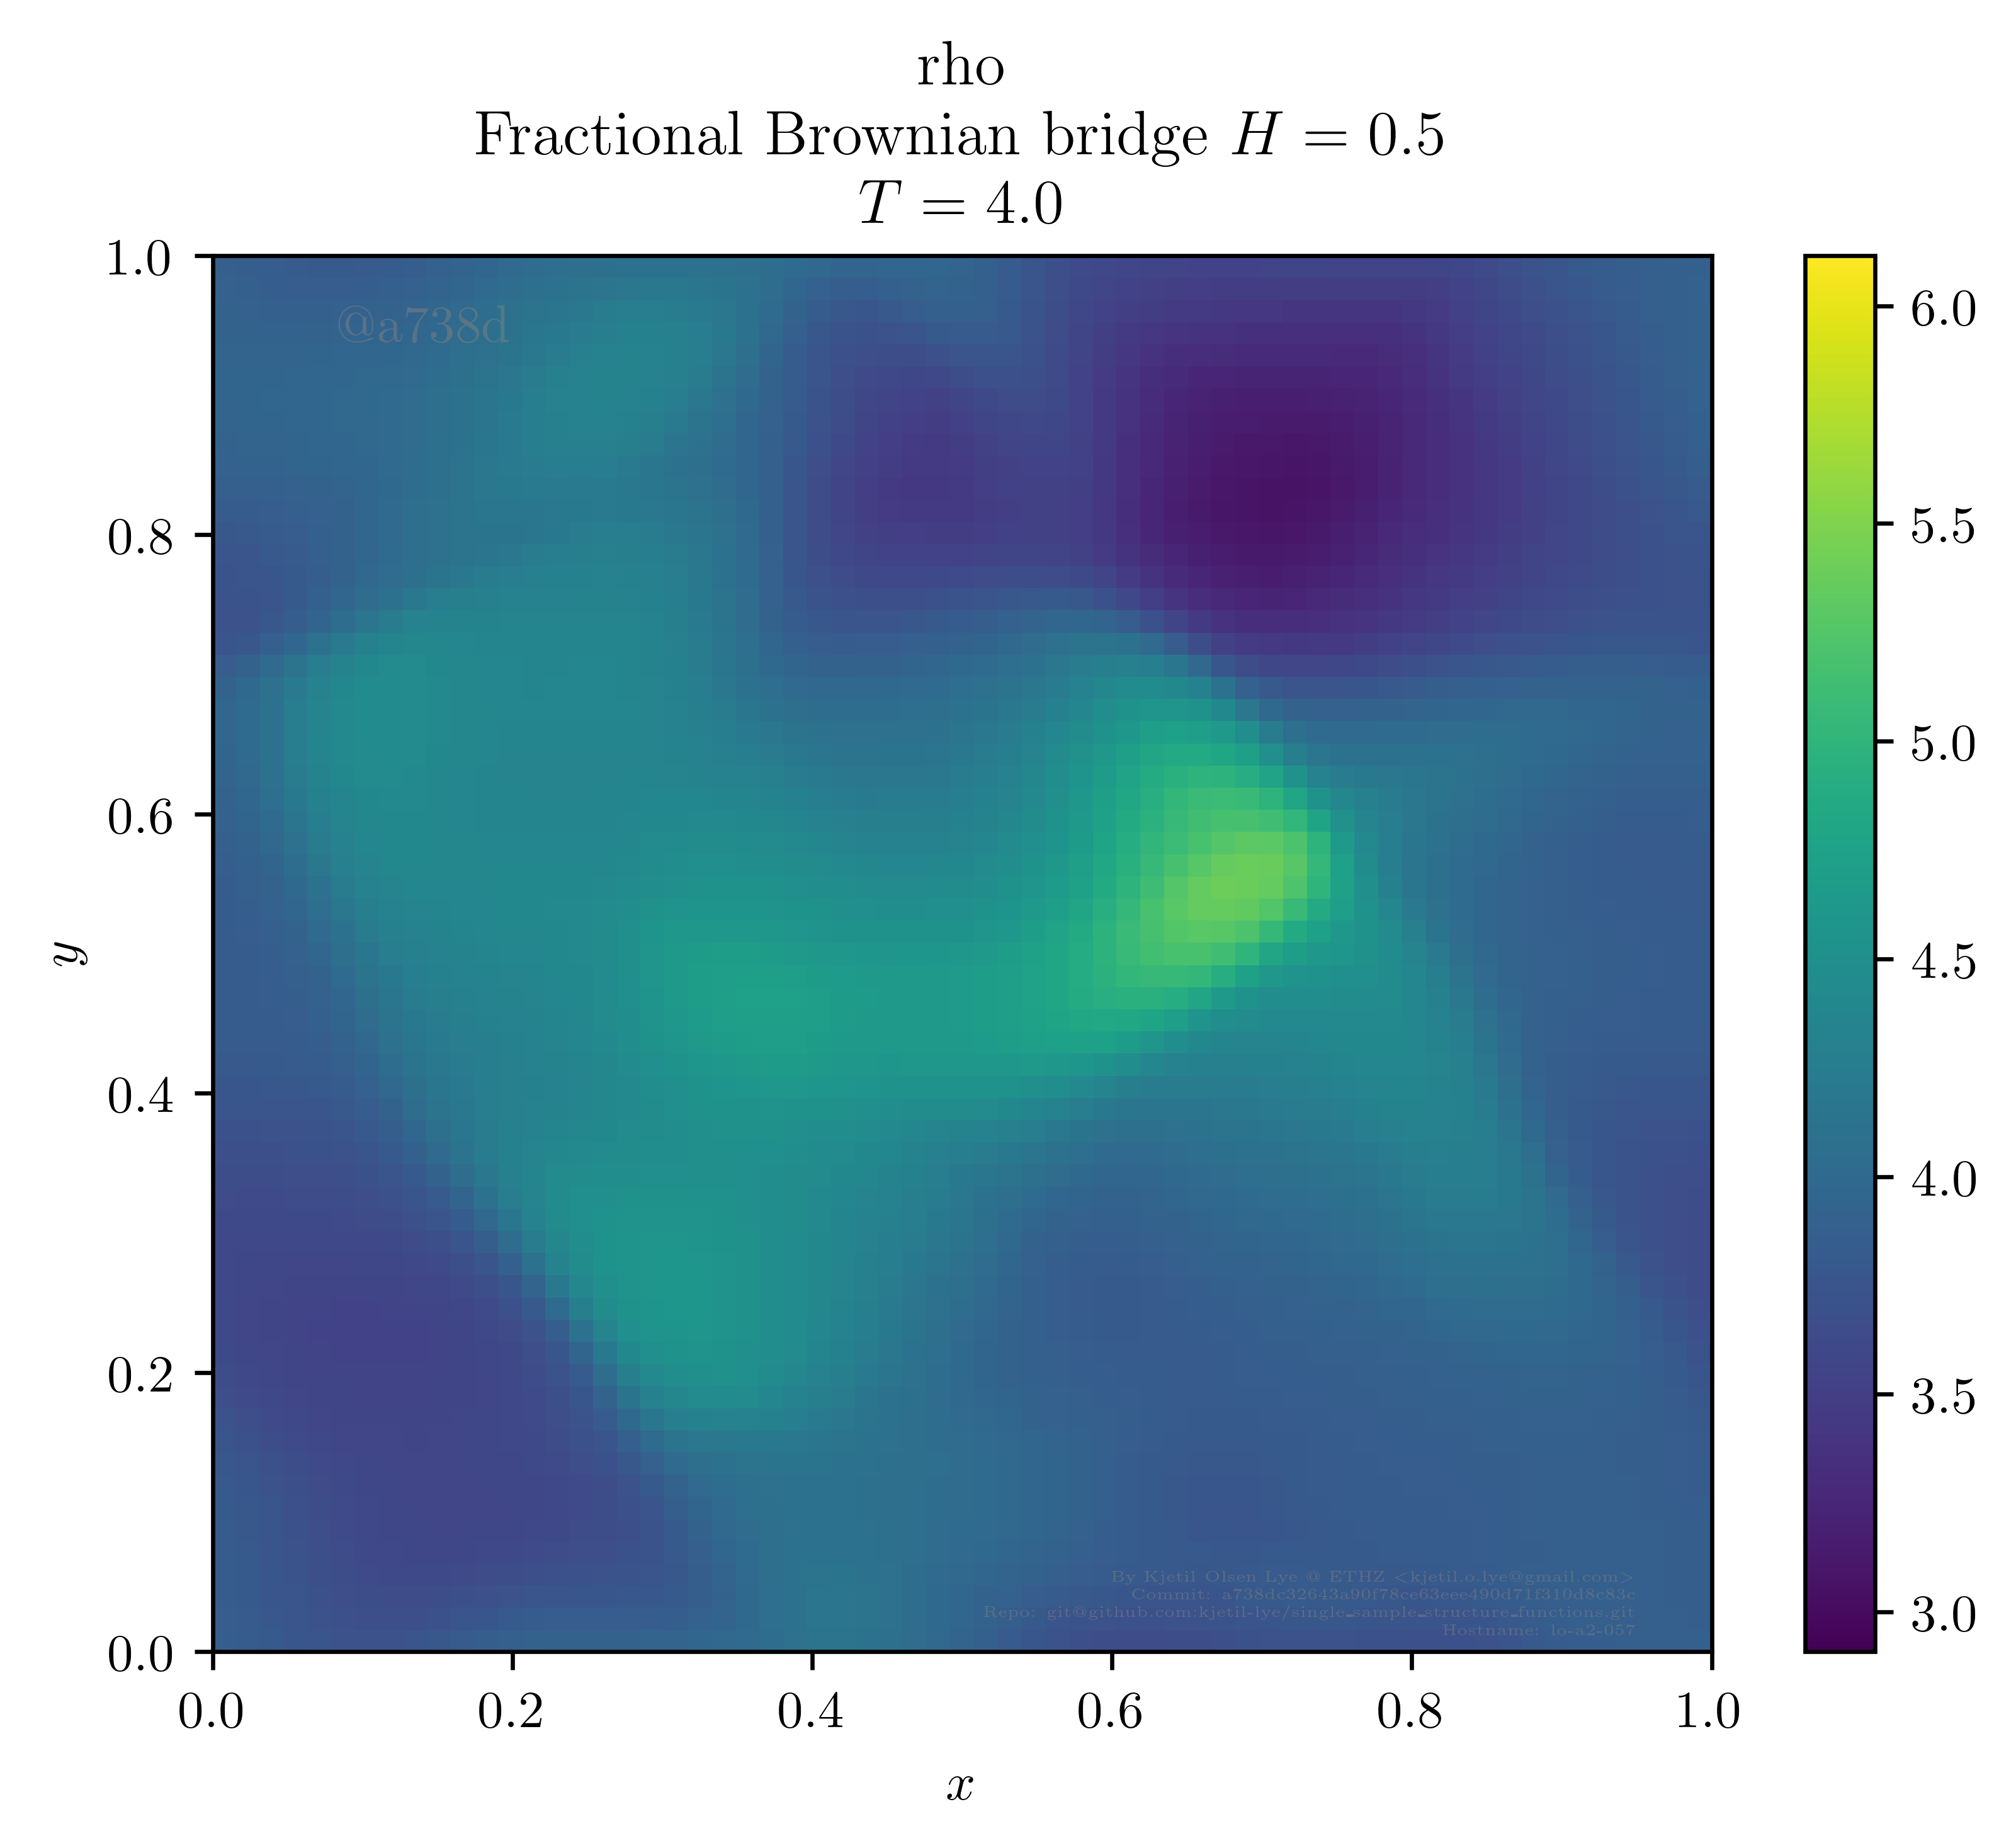 rho
Fractional Brownian bridge H = 0.5
T = 4.0
@a738d
1.0
0.8
0.6
0.4
0.2
0.0
y
0.0 0.2 0.4 0.6 0.8 1.0
x
6.0
5.5
5.0
4.5
4.0
3.5
3.0
By Kjetil Olsen Lye @ ETHZ <kjetil.o.lye@gmail.com>
Commit: a738dc32643a90f78ce63eee490d71f310d8c83c
Repo: git@github.com:kjetil-lye/single_sample_structure_functions.git
Hostname: lo-a2-057